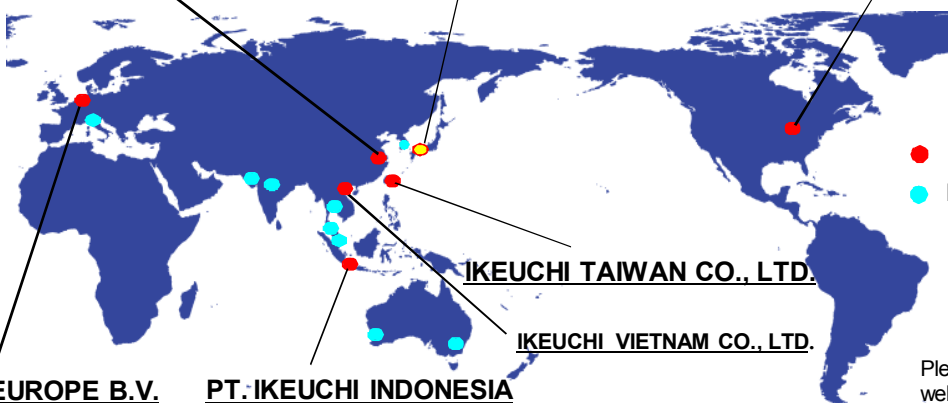 IKEUCHI TAIWAN CO., LTD.
IKEUCHI VIETNAM CO., LTD.
EUROPE B.V.
PT. IKEUCHI INDONESIA